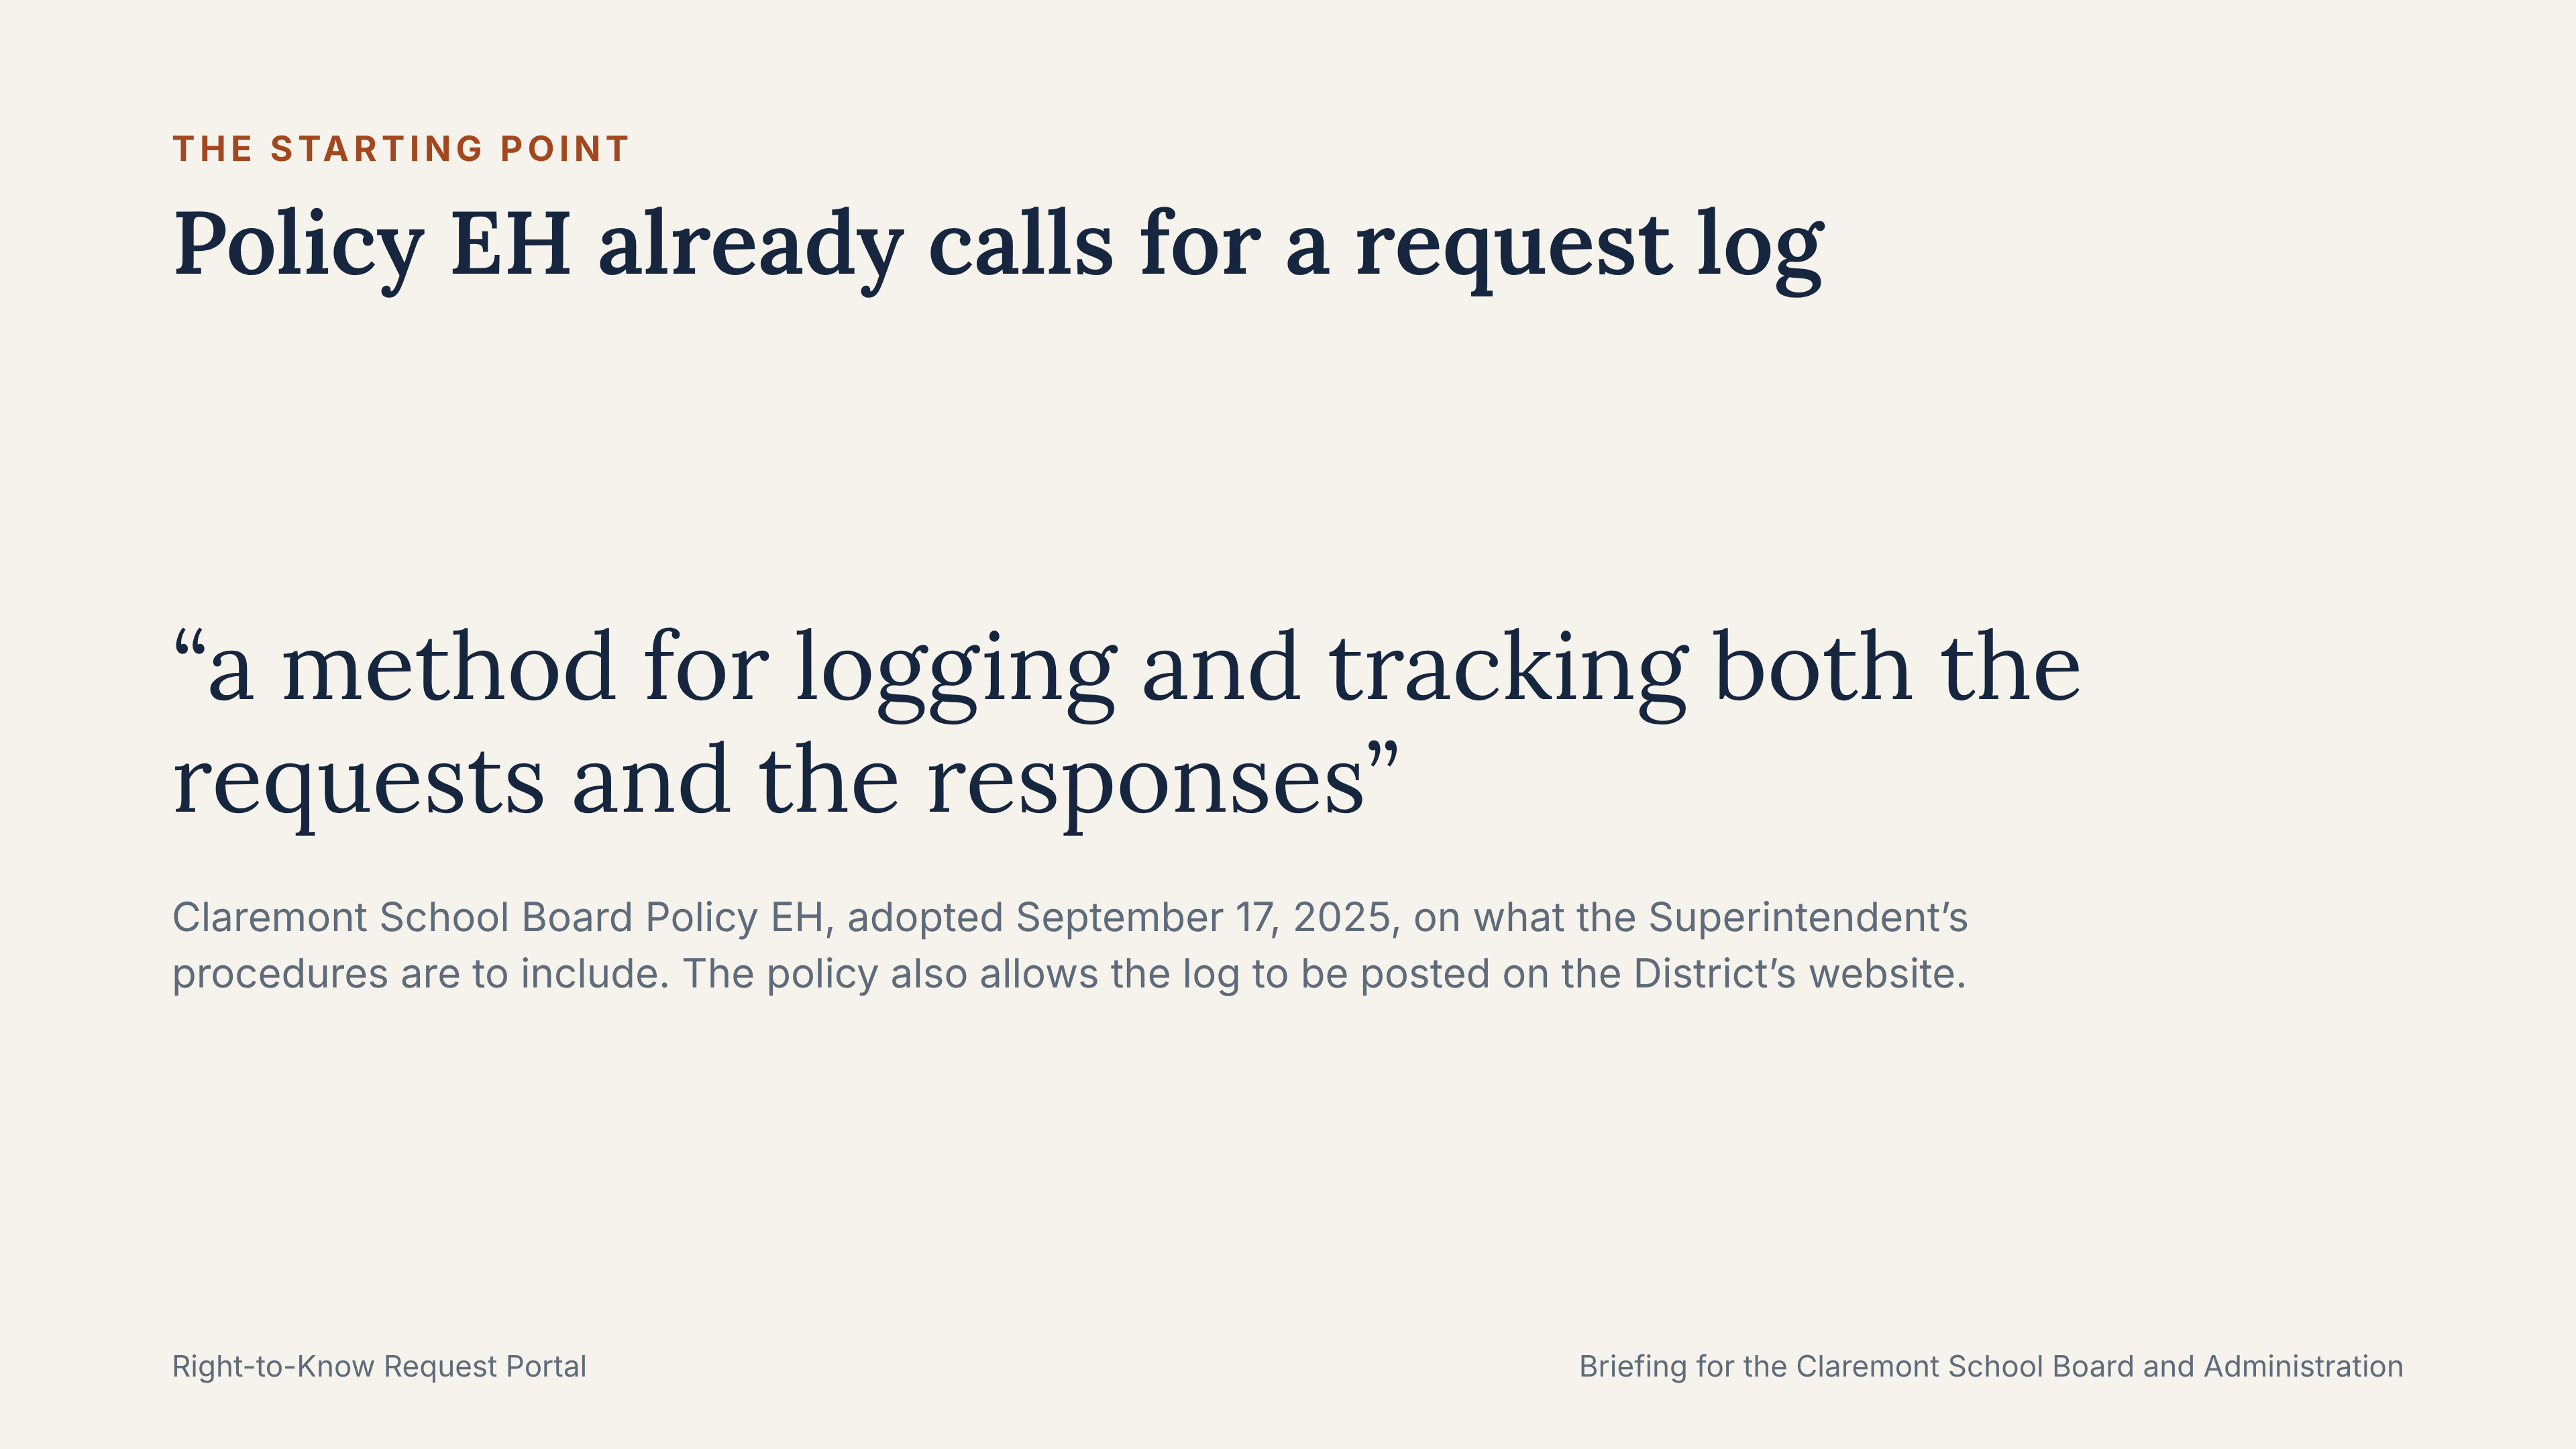 THE STARTING POINT
Policy EH already calls for a request log
“a method for logging and tracking both the
requests and the responses”
Claremont School Board Policy EH, adopted September 17, 2025, on what the Superintendent’s
procedures are to include. The policy also allows the log to be posted on the District’s website.
Right-to-Know Request Portal
Briefing for the Claremont School Board and Administration